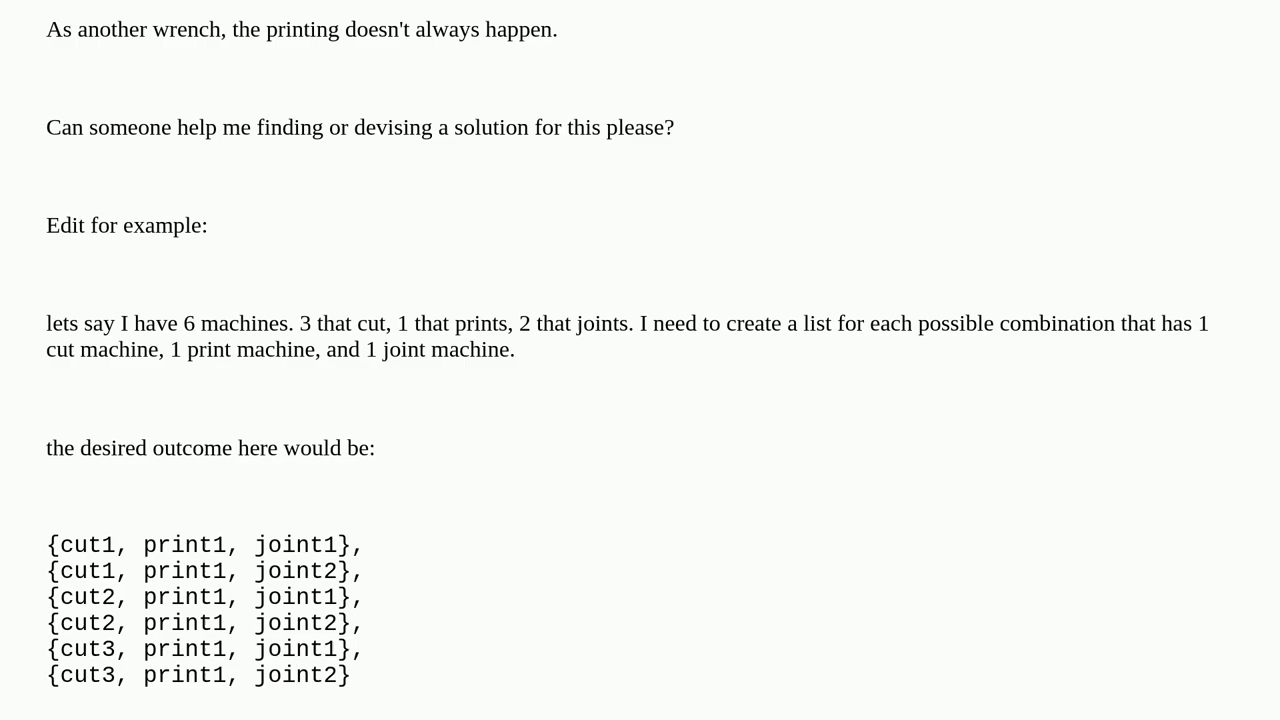 As another wrench, the printing doesn't always happen.
Can someone help me finding or devising a solution for this please?
Edit for example:
lets say I have 6 machines. 3 that cut, 1 that prints, 2 that joints. I need to create a list for each possible combination that has 1
cut machine, 1 print machine, and 1 joint machine.
the desired outcome here would be:
{cut1, print1, joint1},
{cut1, print1, joint2},
{cut2, print1, joint1},
{cut2, print1, joint2},
{cut3, print1, joint1},
{cut3, print1, joint2}